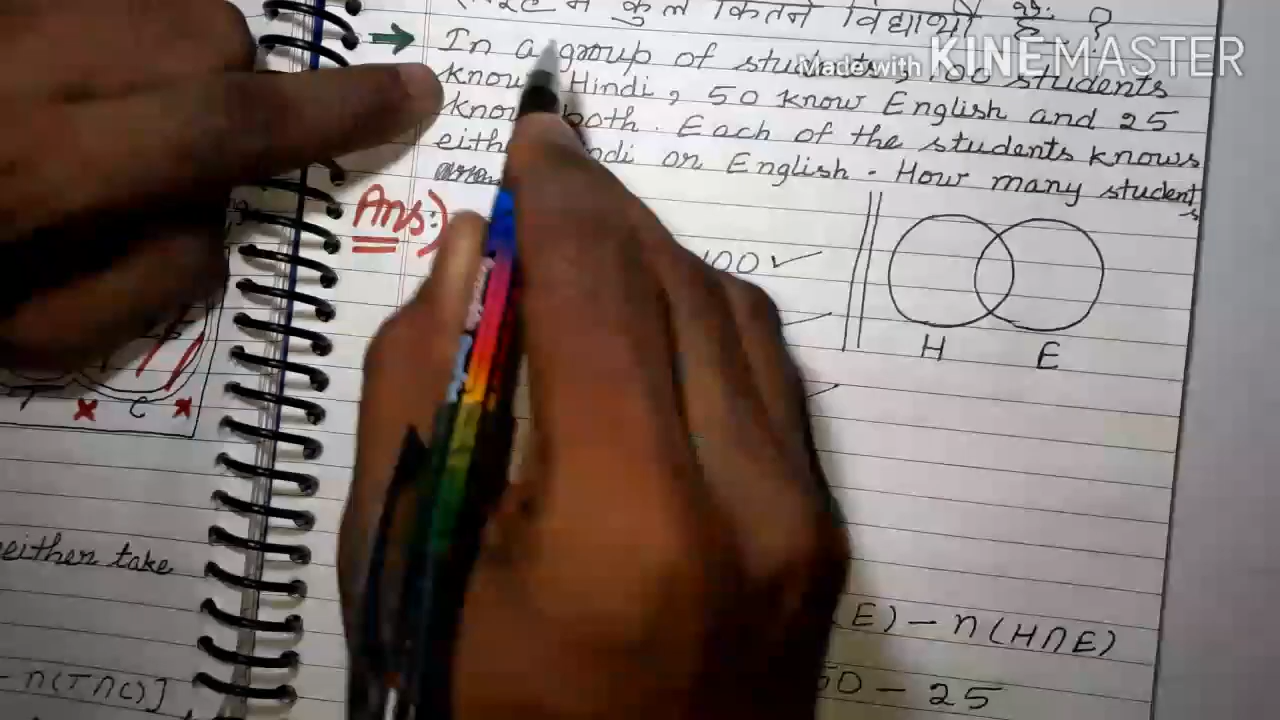 में कुल कितने विद्यार्थी हैं ?
Made with KINEMASTER
In a group of students, 100 students
know Hindi, 50 know English and 25
know both. Each of the students knows
either Hindi or English. How many students
Ans:)
100 ✓
H E
✗ C ✗
either take
E) - n(H∩E)
- n(T∩C)]
50 - 25